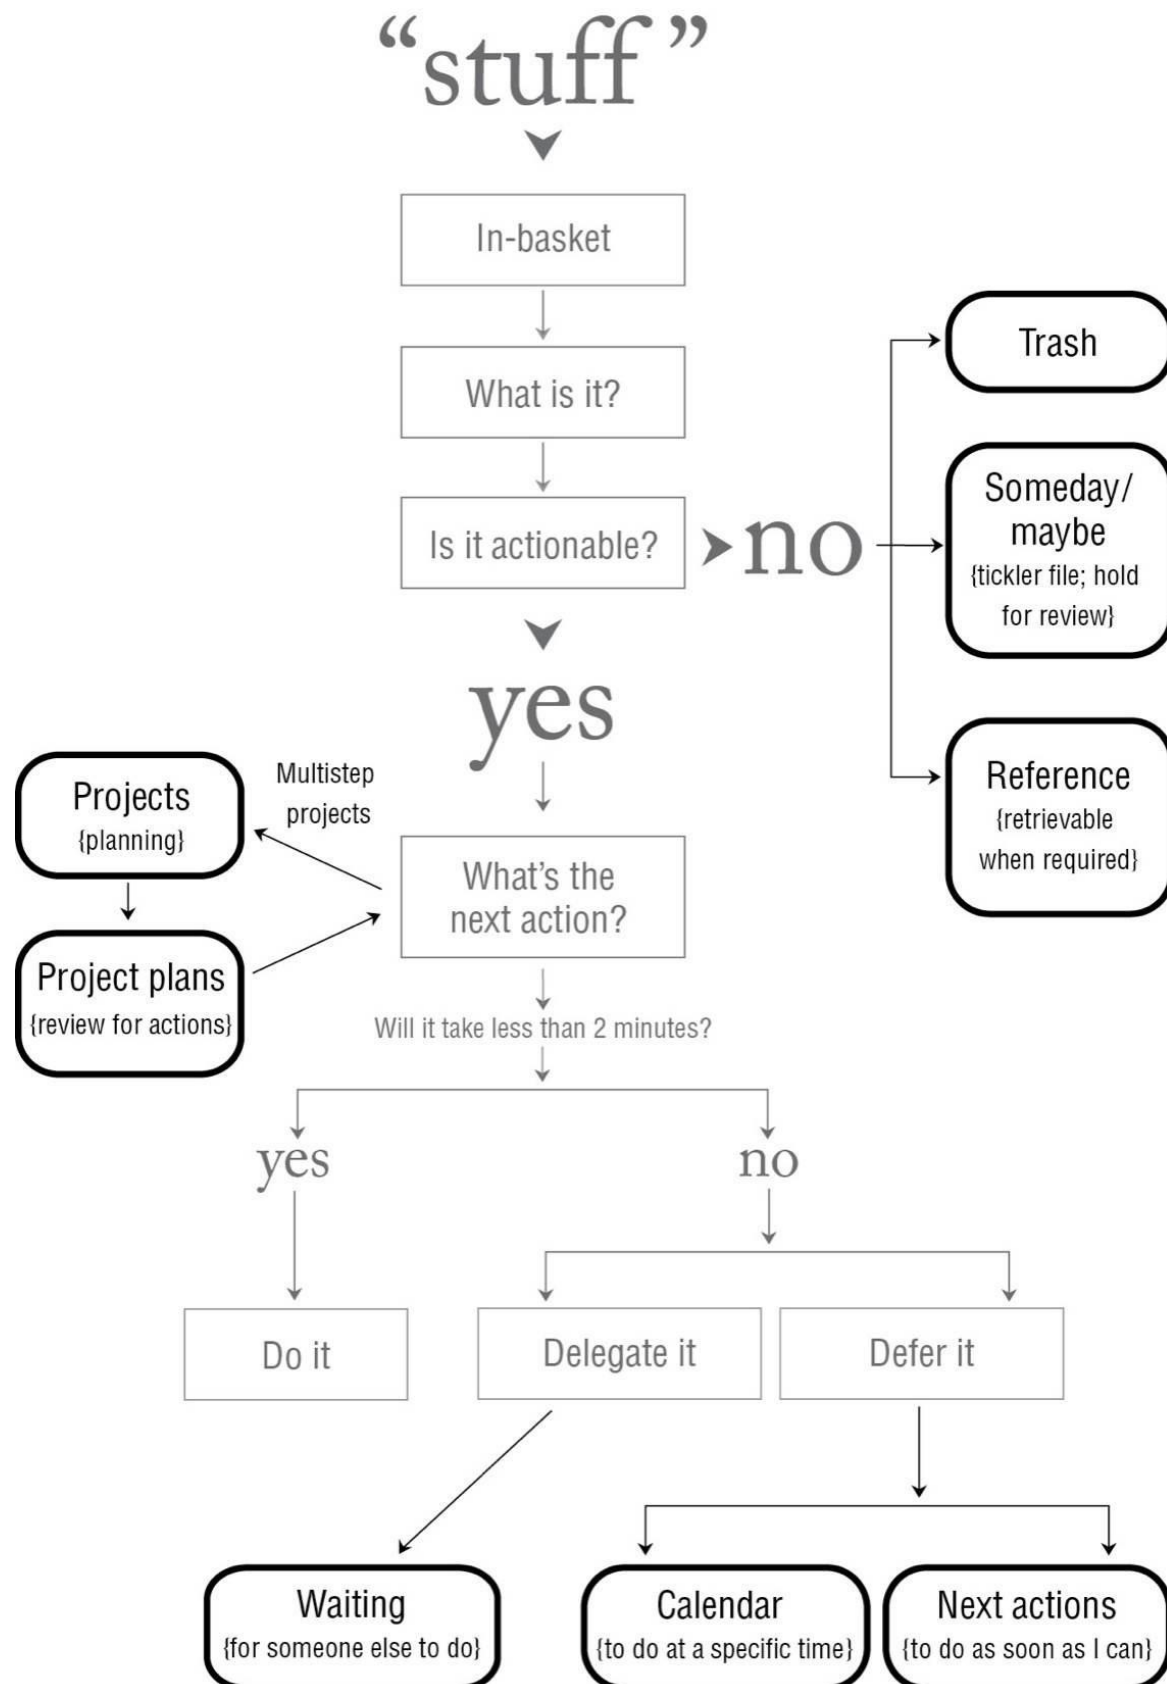 “stuff”
In-basket
What is it?
Is it actionable?
no
Trash
Someday/
maybe
{tickler file; hold
for review}
Reference
{retrievable
when required}
yes
Multistep
projects
Projects
{planning}
Project plans
{review for actions}
What’s the
next action?
Will it take less than 2 minutes?
yes
no
Do it
Delegate it
Defer it
Waiting
{for someone else to do}
Calendar
{to do at a specific time}
Next actions
{to do as soon as I can}